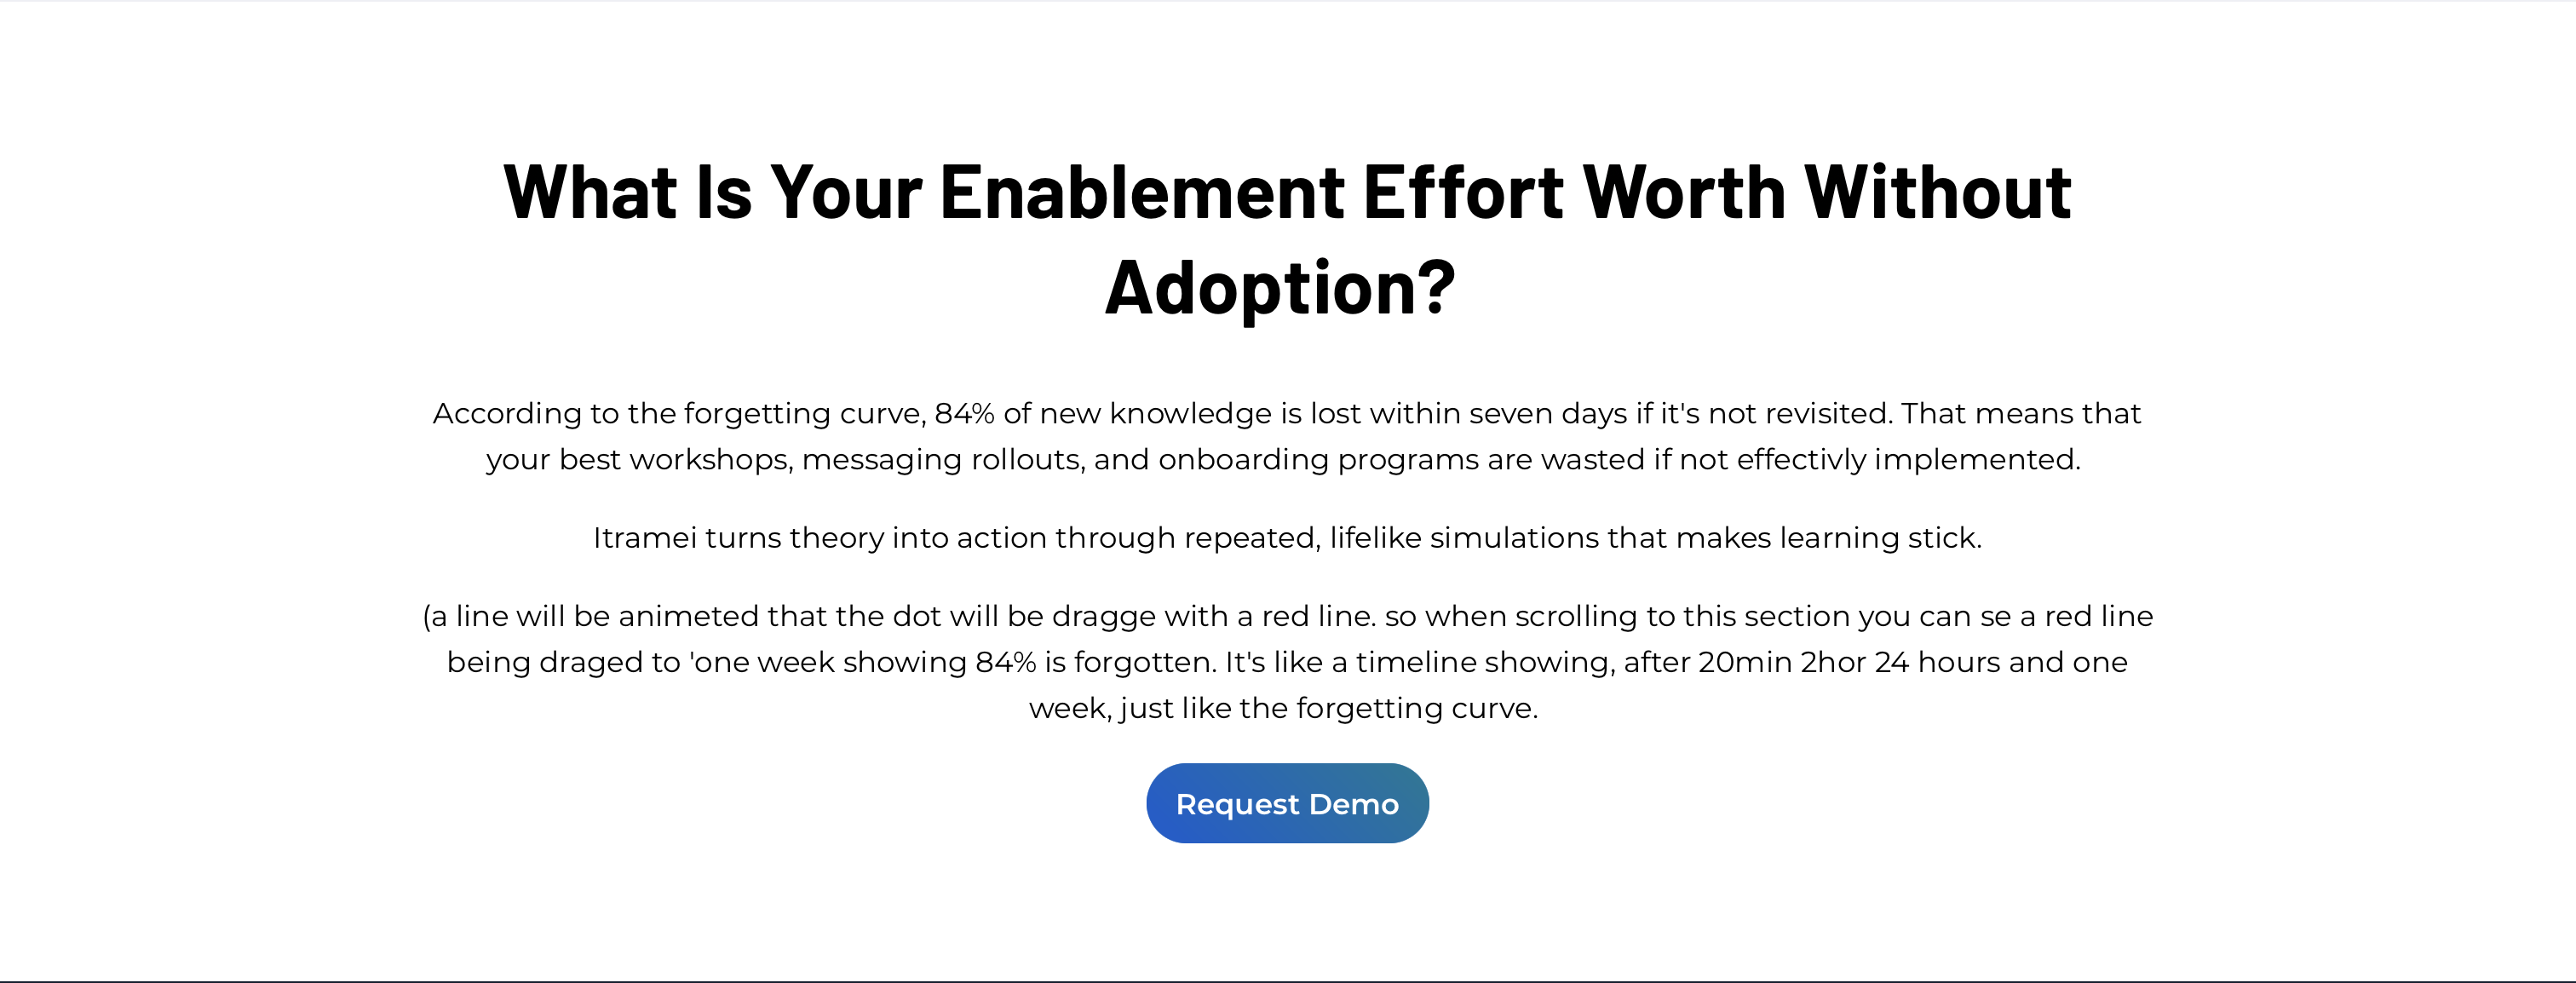 What Is Your Enablement Effort Worth Without
Adoption?
According to the forgetting curve, 84% of new knowledge is lost within seven days if it's not revisited. That means that
your best workshops, messaging rollouts, and onboarding programs are wasted if not effectivly implemented.
Itramei turns theory into action through repeated, lifelike simulations that makes learning stick.
(a line will be animeted that the dot will be dragge with a red line. so when scrolling to this section you can se a red line
being draged to 'one week showing 84% is forgotten. It's like a timeline showing, after 20min 2hor 24 hours and one
week, just like the forgetting curve.
Request Demo